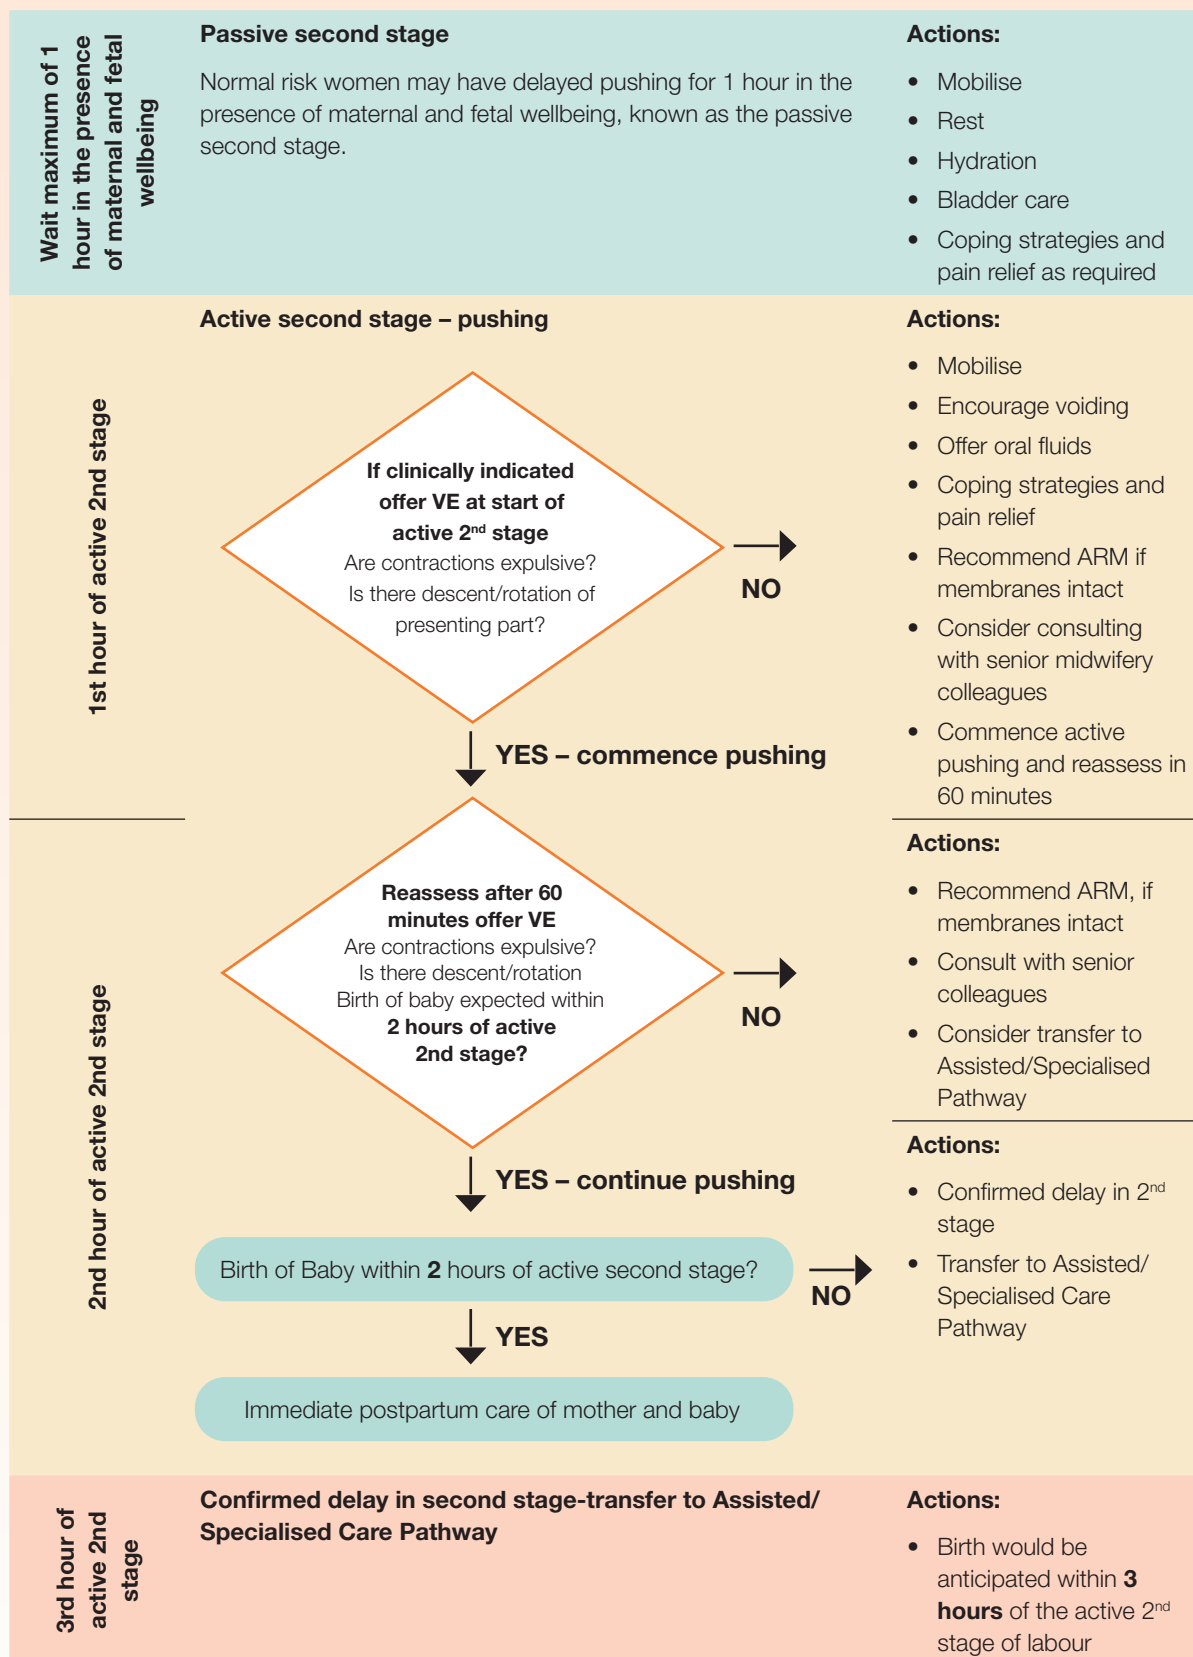 Wait maximum of 1
hour in the presence
of maternal and fetal
wellbeing
Passive second stage
Normal risk women may have delayed pushing for 1 hour in the
presence of maternal and fetal wellbeing, known as the passive
second stage.
Actions:
• Mobilise
• Rest
• Hydration
• Bladder care
• Coping strategies and
pain relief as required
1st hour of active 2nd stage
Active second stage – pushing
If clinically indicated
offer VE at start of
active 2nd stage
Are contractions expulsive?
Is there descent/rotation of
presenting part?
NO
YES – commence pushing
Actions:
• Mobilise
• Encourage voiding
• Offer oral fluids
• Coping strategies and
pain relief
• Recommend ARM if
membranes intact
• Consider consulting
with senior midwifery
colleagues
• Commence active
pushing and reassess in
60 minutes
2nd hour of active 2nd stage
Reassess after 60
minutes offer VE
Are contractions expulsive?
Is there descent/rotation
Birth of baby expected within
2 hours of active
2nd stage?
NO
YES – continue pushing
Actions:
• Recommend ARM, if
membranes intact
• Consult with senior
colleagues
• Consider transfer to
Assisted/Specialised
Pathway
Birth of Baby within 2 hours of active second stage?
NO
YES
Immediate postpartum care of mother and baby
Actions:
• Confirmed delay in 2nd
stage
• Transfer to Assisted/
Specialised Care
Pathway
3rd hour of
active 2nd
stage
Confirmed delay in second stage-transfer to Assisted/
Specialised Care Pathway
Actions:
• Birth would be
anticipated within 3
hours of the active 2nd
stage of labour